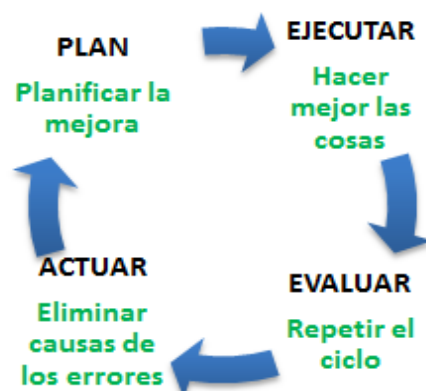 PLAN
Planificar la
mejora
EJECUTAR
Hacer
mejor las
cosas
EVALUAR
Repetir el
ciclo
ACTUAR
Eliminar
causas de
los errores